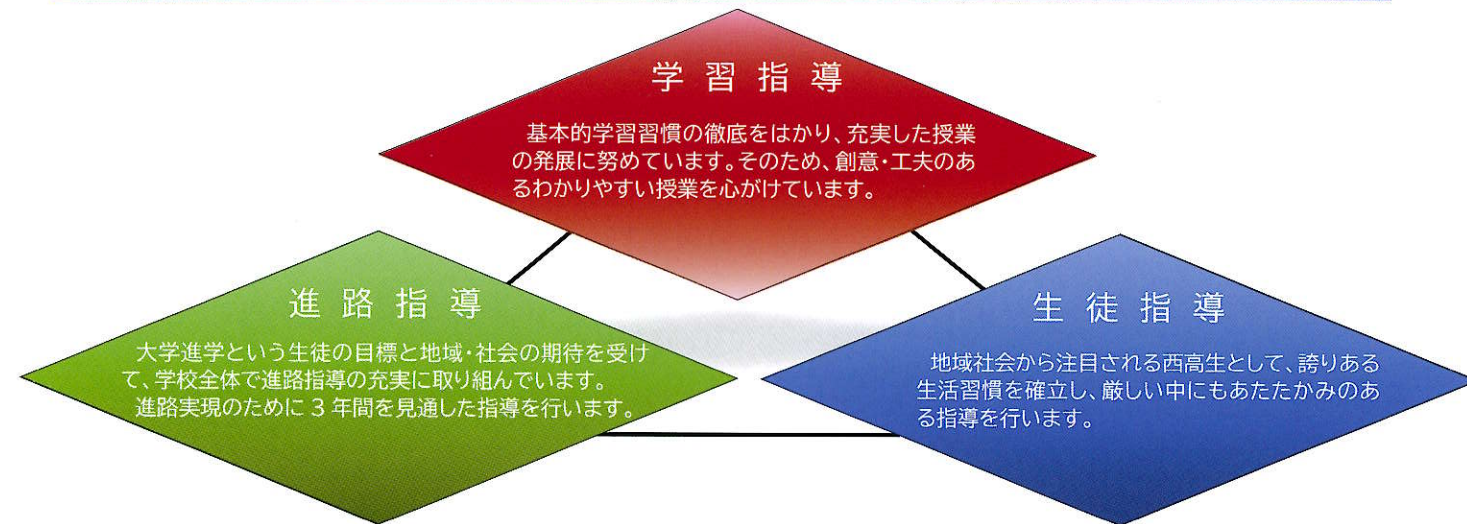 学習指導
基本的学習習慣の徹底をはかり、充実した授業
の発展に努めています。そのため、創意・工夫のあ
るわかりやすい授業を心がけています。
進路指導
大学進学という生徒の目標と地域・社会の期待を受け
て、学校全体で進路指導の充実に取り組んでいます。
進路実現のために3年間を見通した指導を行います。
生徒指導
地域社会から注目される西高生として、誇りある
生活習慣を確立し、厳しい中にもあたたかみのあ
る指導を行います。